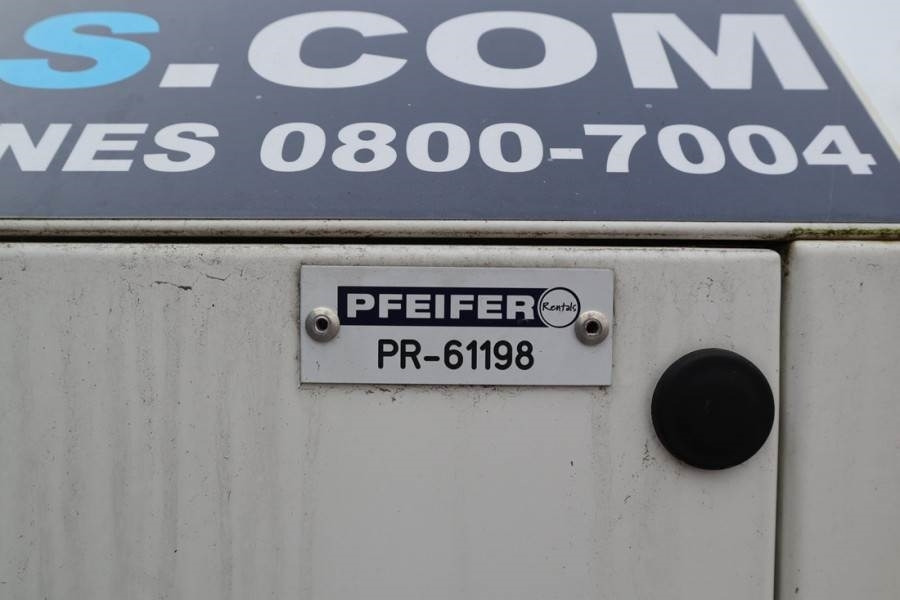 S.COM
NES 0800-7004
PFEIFER Rentals
PR-61198